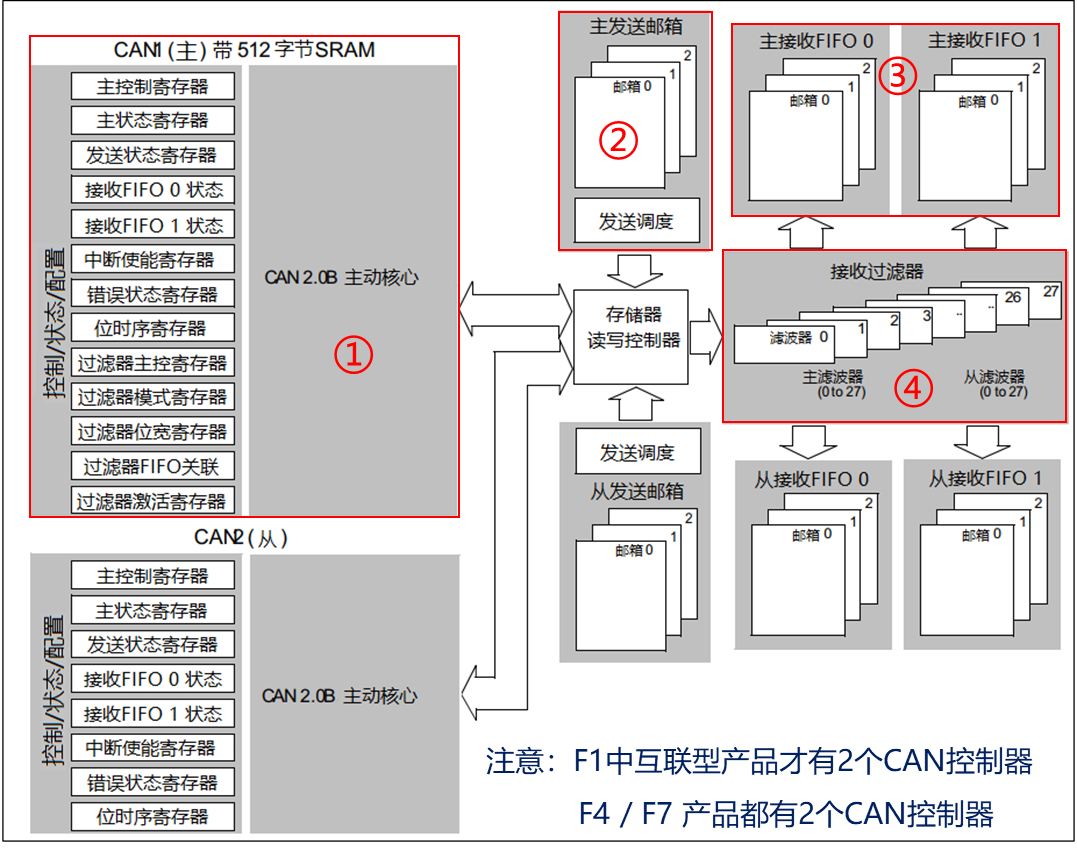 CAN1 (主) 带 512 字节SRAM
控制/状态/配置
主控制寄存器
主状态寄存器
发送状态寄存器
接收FIFO 0 状态
接收FIFO 1 状态
中断使能寄存器
错误状态寄存器
位时序寄存器
过滤器主控寄存器
过滤器模式寄存器
过滤器位宽寄存器
过滤器FIFO关联
过滤器激活寄存器
CAN 2.0B 主动核心
①
CAN2 (从)
控制/状态/配置
主控制寄存器
主状态寄存器
发送状态寄存器
接收FIFO 0 状态
接收FIFO 1 状态
中断使能寄存器
错误状态寄存器
位时序寄存器
CAN 2.0B 主动核心
主发送邮箱
2
1
邮箱 0
②
发送调度
存储器
读写控制器
发送调度
从发送邮箱
2
1
邮箱 0
主接收FIFO 0
2
1
邮箱 0
③
主接收FIFO 1
2
1
邮箱 0
接收过滤器
滤波器 0
1
2
3
..
..
26
27
主滤波器
(0 to 27)
④
从滤波器
(0 to 27)
从接收FIFO 0
2
1
邮箱 0
从接收FIFO 1
2
1
邮箱 0
注意：F1中互联型产品才有2个CAN控制器
F4 / F7 产品都有2个CAN控制器